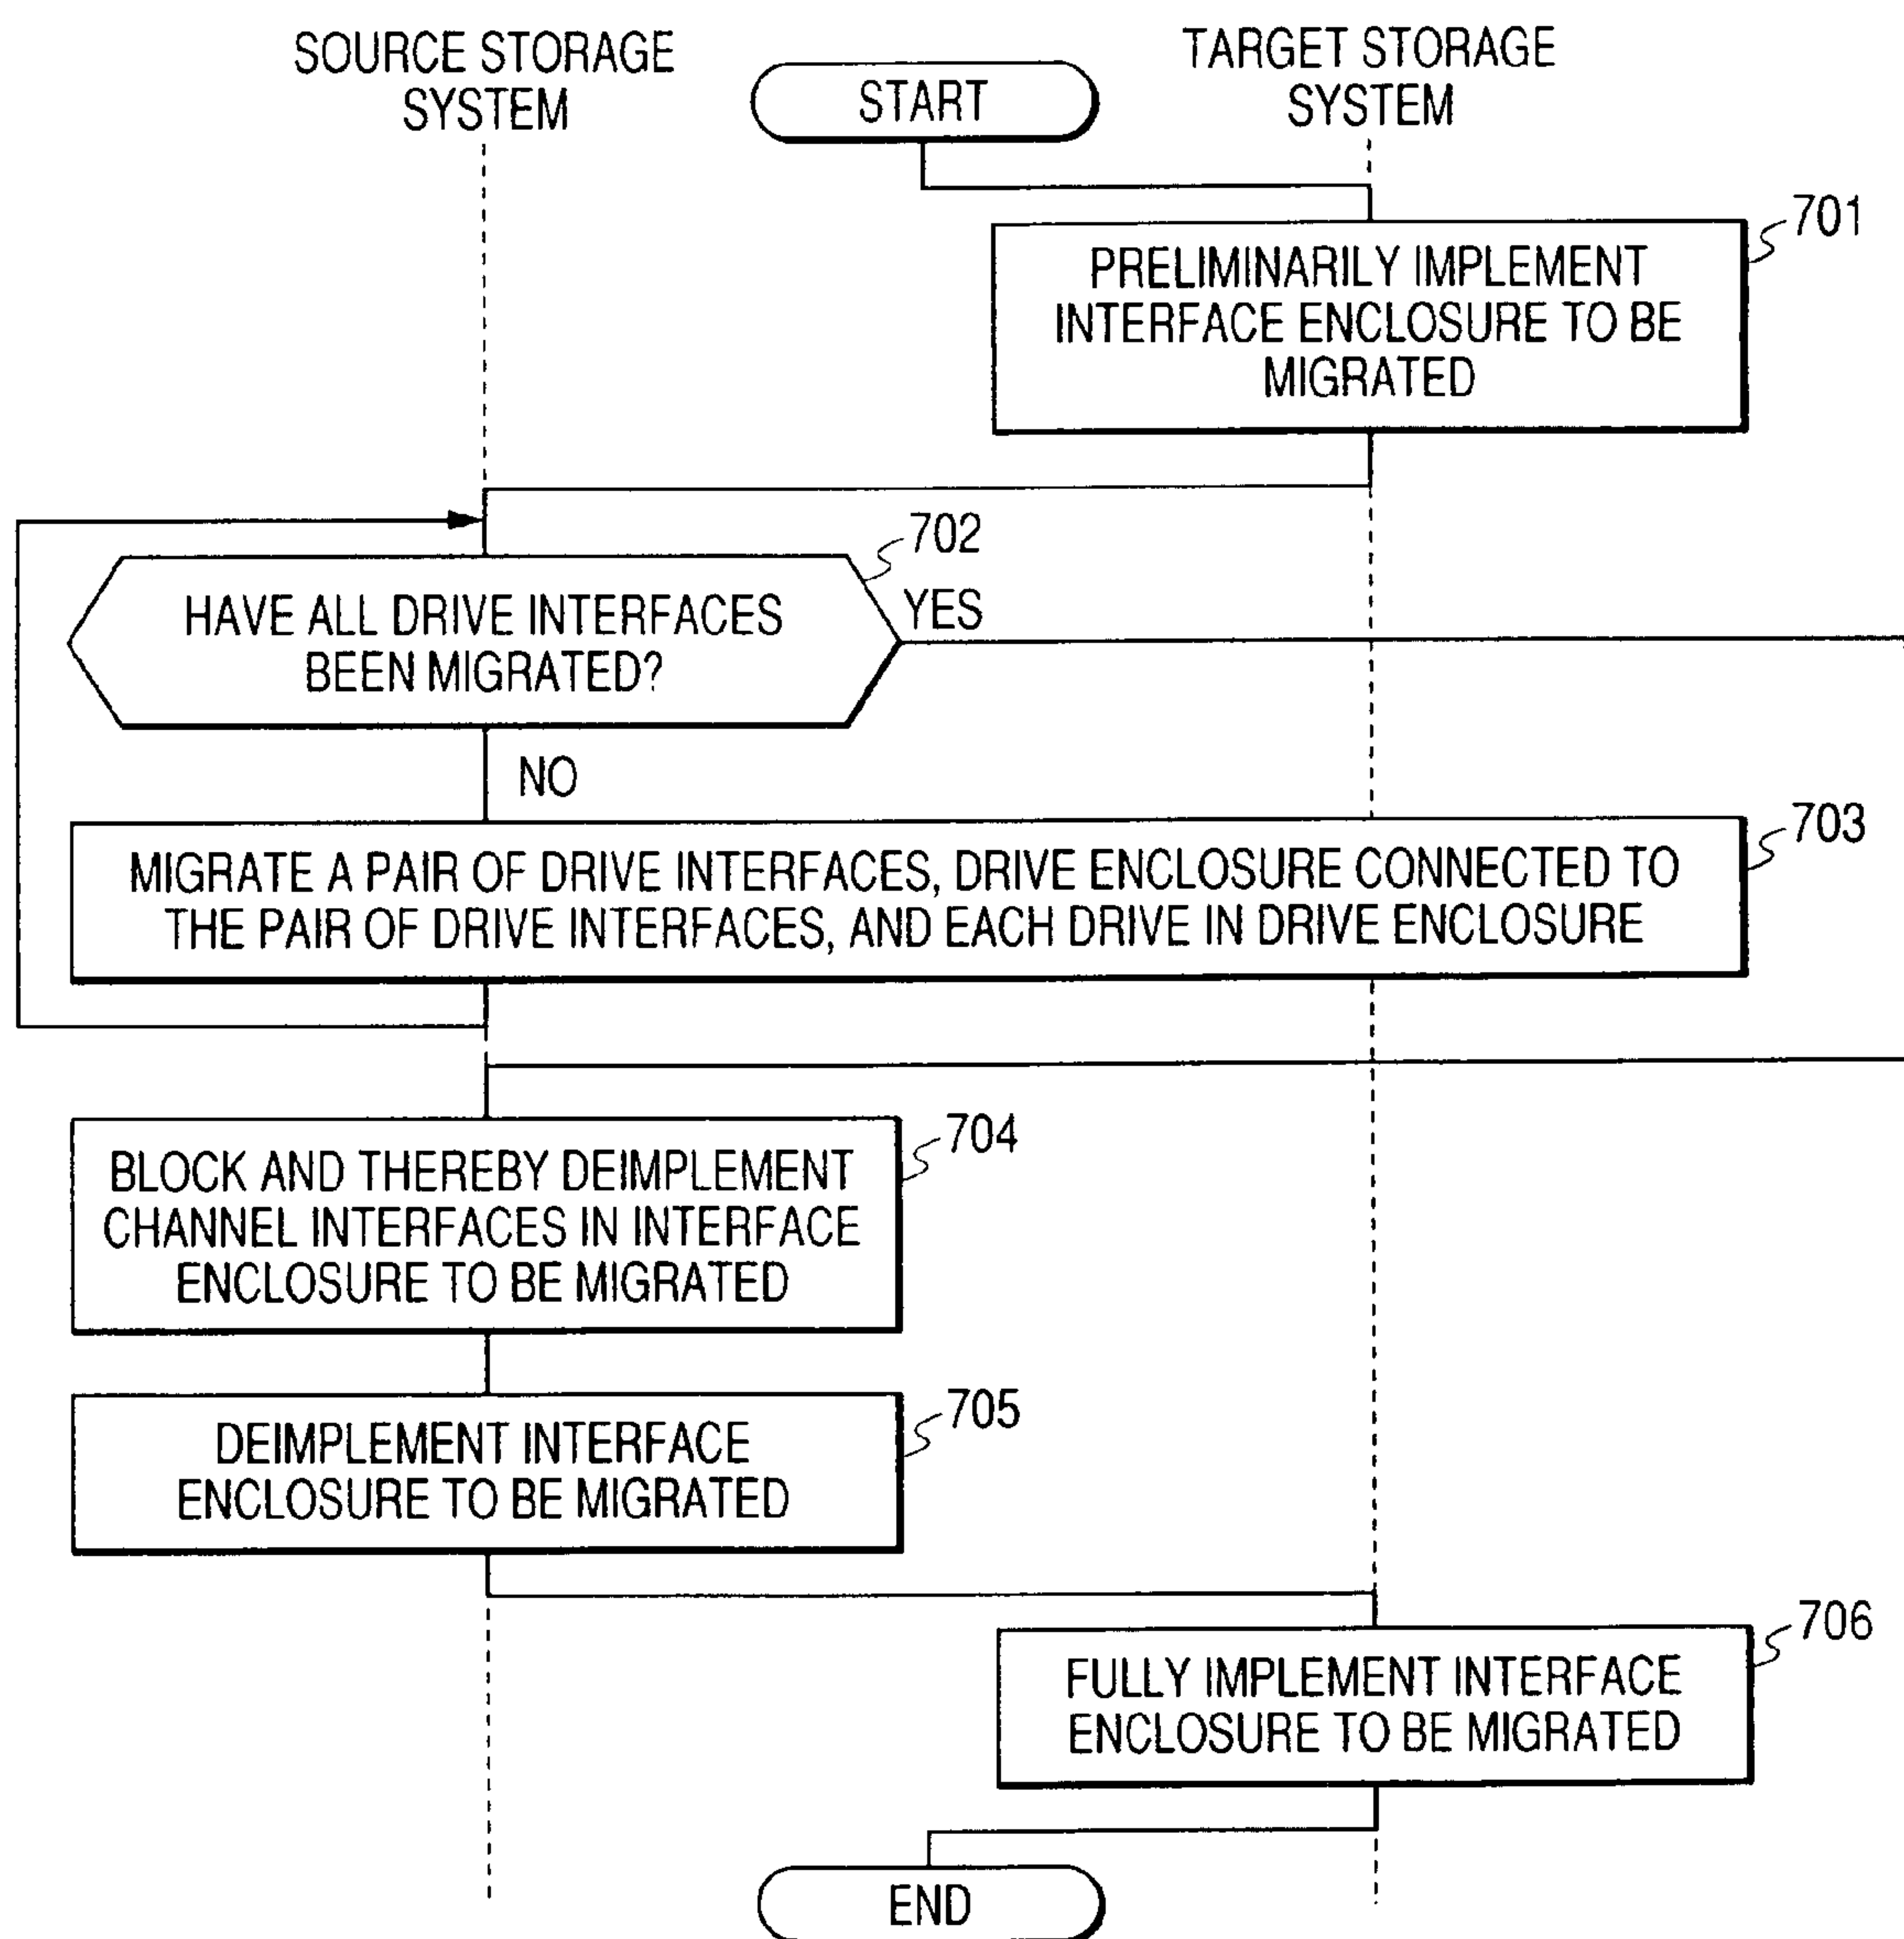 SOURCE STORAGE
SYSTEM
START
TARGET STORAGE
SYSTEM
701
PRELIMINARILY IMPLEMENT
INTERFACE ENCLOSURE TO BE
MIGRATED
702
HAVE ALL DRIVE INTERFACES
BEEN MIGRATED?
YES
NO
703
MIGRATE A PAIR OF DRIVE INTERFACES, DRIVE ENCLOSURE CONNECTED TO
THE PAIR OF DRIVE INTERFACES, AND EACH DRIVE IN DRIVE ENCLOSURE
704
BLOCK AND THEREBY DEIMPLEMENT
CHANNEL INTERFACES IN INTERFACE
ENCLOSURE TO BE MIGRATED
705
DEIMPLEMENT INTERFACE
ENCLOSURE TO BE MIGRATED
706
FULLY IMPLEMENT INTERFACE
ENCLOSURE TO BE MIGRATED
END